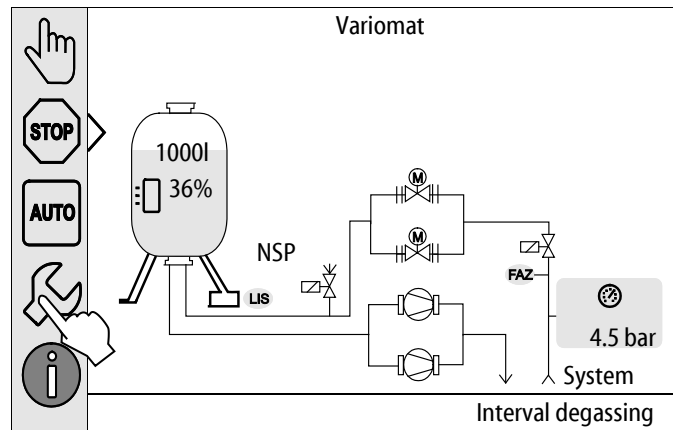 Variomat
STOP
1000l
M
36%
AUTO
M
NSP
FAZ
LIS
4.5 bar
System
i
Interval degassing